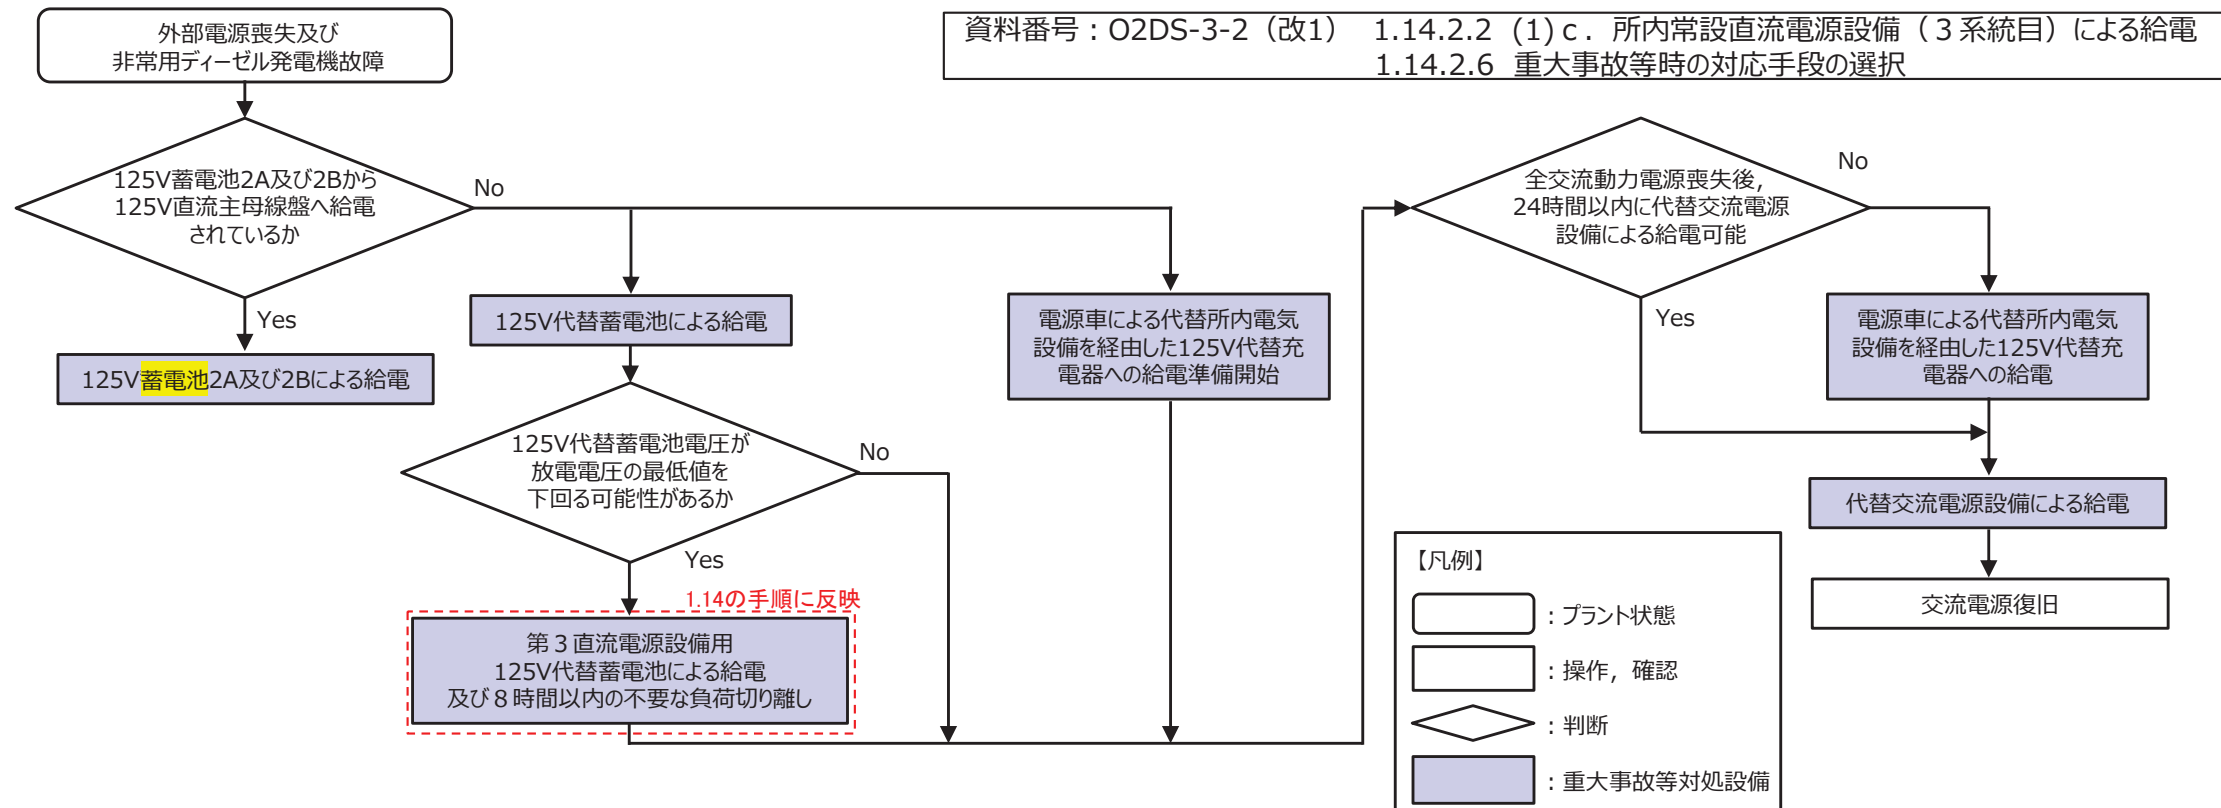 外部電源喪失及び
非常用ディーゼル発電機故障
資料番号：O2DS-3-2（改1） 1.14.2.2 (1)ｃ．所内常設直流電源設備（３系統目）による給電
1.14.2.6 重大事故等時の対応手段の選択
125V蓄電池2A及び2Bから
125V直流主母線盤へ給電
されているか
No
Yes
125V蓄電池2A及び2Bによる給電
125V代替蓄電池による給電
125V代替蓄電池電圧が
放電電圧の最低値を
下回る可能性があるか
No
Yes
1.14の手順に反映
第３直流電源設備用
125V代替蓄電池による給電
及び８時間以内の不要な負荷切り離し
電源車による代替所内電気
設備を経由した125V代替充
電器への給電準備開始
全交流動力電源喪失後，
24時間以内に代替交流電源
設備による給電可能
No
Yes
電源車による代替所内電気
設備を経由した125V代替充
電器への給電
代替交流電源設備による給電
交流電源復旧
【凡例】
：プラント状態
：操作，確認
：判断
：重大事故等対処設備